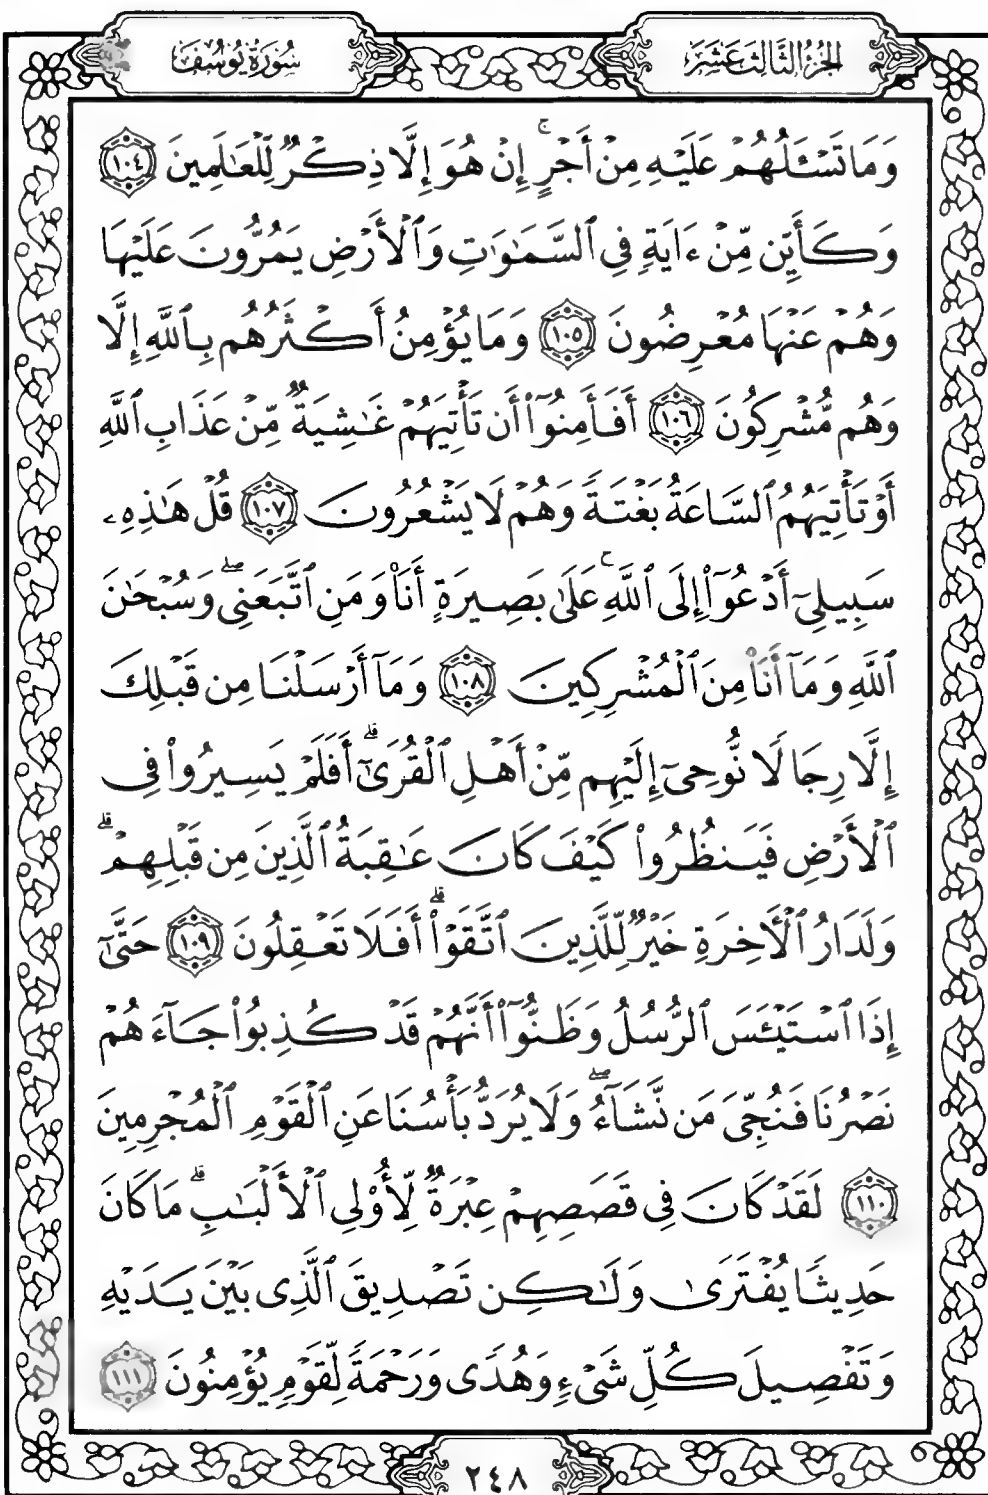 الجزء الثالث عشر
سورة يوسف
وَمَا تَسْـَٔلُهُمْ عَلَيْهِ مِنْ أَجْرٍ ۚ إِنْ هُوَ إِلَّا ذِكْرٌ لِّلْعَـٰلَمِينَ ١٠٤
وَكَأَيِّن مِّنْ ءَايَةٍ فِى ٱلسَّمَـٰوَٰتِ وَٱلْأَرْضِ يَمُرُّونَ عَلَيْهَا
وَهُمْ عَنْهَا مُعْرِضُونَ ١٠٥ وَمَا يُؤْمِنُ أَكْثَرُهُم بِٱللَّهِ إِلَّا
وَهُم مُّشْرِكُونَ ١٠٦ أَفَأَمِنُوٓا۟ أَن تَأْتِيَهُمْ غَـٰشِيَةٌ مِّنْ عَذَابِ ٱللَّهِ
أَوْ تَأْتِيَهُمُ ٱلسَّاعَةُ بَغْتَةً وَهُمْ لَا يَشْعُرُونَ ١٠٧ قُلْ هَـٰذِهِۦ
سَبِيلِىٓ أَدْعُوٓا۟ إِلَى ٱللَّهِ ۚ عَلَىٰ بَصِيرَةٍ أَنَا۠ وَمَنِ ٱتَّبَعَنِى ۖ وَسُبْحَـٰنَ
ٱللَّهِ وَمَآ أَنَا۠ مِنَ ٱلْمُشْرِكِينَ ١٠٨ وَمَآ أَرْسَلْنَا مِن قَبْلِكَ
إِلَّا رِجَالًا نُّوحِىٓ إِلَيْهِم مِّنْ أَهْلِ ٱلْقُرَىٰٓ ۗ أَفَلَمْ يَسِيرُوا۟ فِى
ٱلْأَرْضِ فَيَنظُرُوا۟ كَيْفَ كَانَ عَـٰقِبَةُ ٱلَّذِينَ مِن قَبْلِهِمْ ۗ
وَلَدَارُ ٱلْـَٔاخِرَةِ خَيْرٌ لِّلَّذِينَ ٱتَّقَوْا۟ ۗ أَفَلَا تَعْقِلُونَ ١٠٩ حَتَّىٰٓ
إِذَا ٱسْتَيْـَٔسَ ٱلرُّسُلُ وَظَنُّوٓا۟ أَنَّهُمْ قَدْ كُذِبُوا۟ جَآءَهُمْ
نَصْرُنَا فَنُجِّىَ مَن نَّشَآءُ ۖ وَلَا يُرَدُّ بَأْسُنَا عَنِ ٱلْقَوْمِ ٱلْمُجْرِمِينَ
١١٠ لَقَدْ كَانَ فِى قَصَصِهِمْ عِبْرَةٌ لِّأُو۟لِى ٱلْأَلْبَـٰبِ ۗ مَا كَانَ
حَدِيثًا يُفْتَرَىٰ وَلَـٰكِن تَصْدِيقَ ٱلَّذِى بَيْنَ يَدَيْهِ
وَتَفْصِيلَ كُلِّ شَىْءٍ وَهُدًى وَرَحْمَةً لِّقَوْمٍ يُؤْمِنُونَ ١١١
٢٤٨